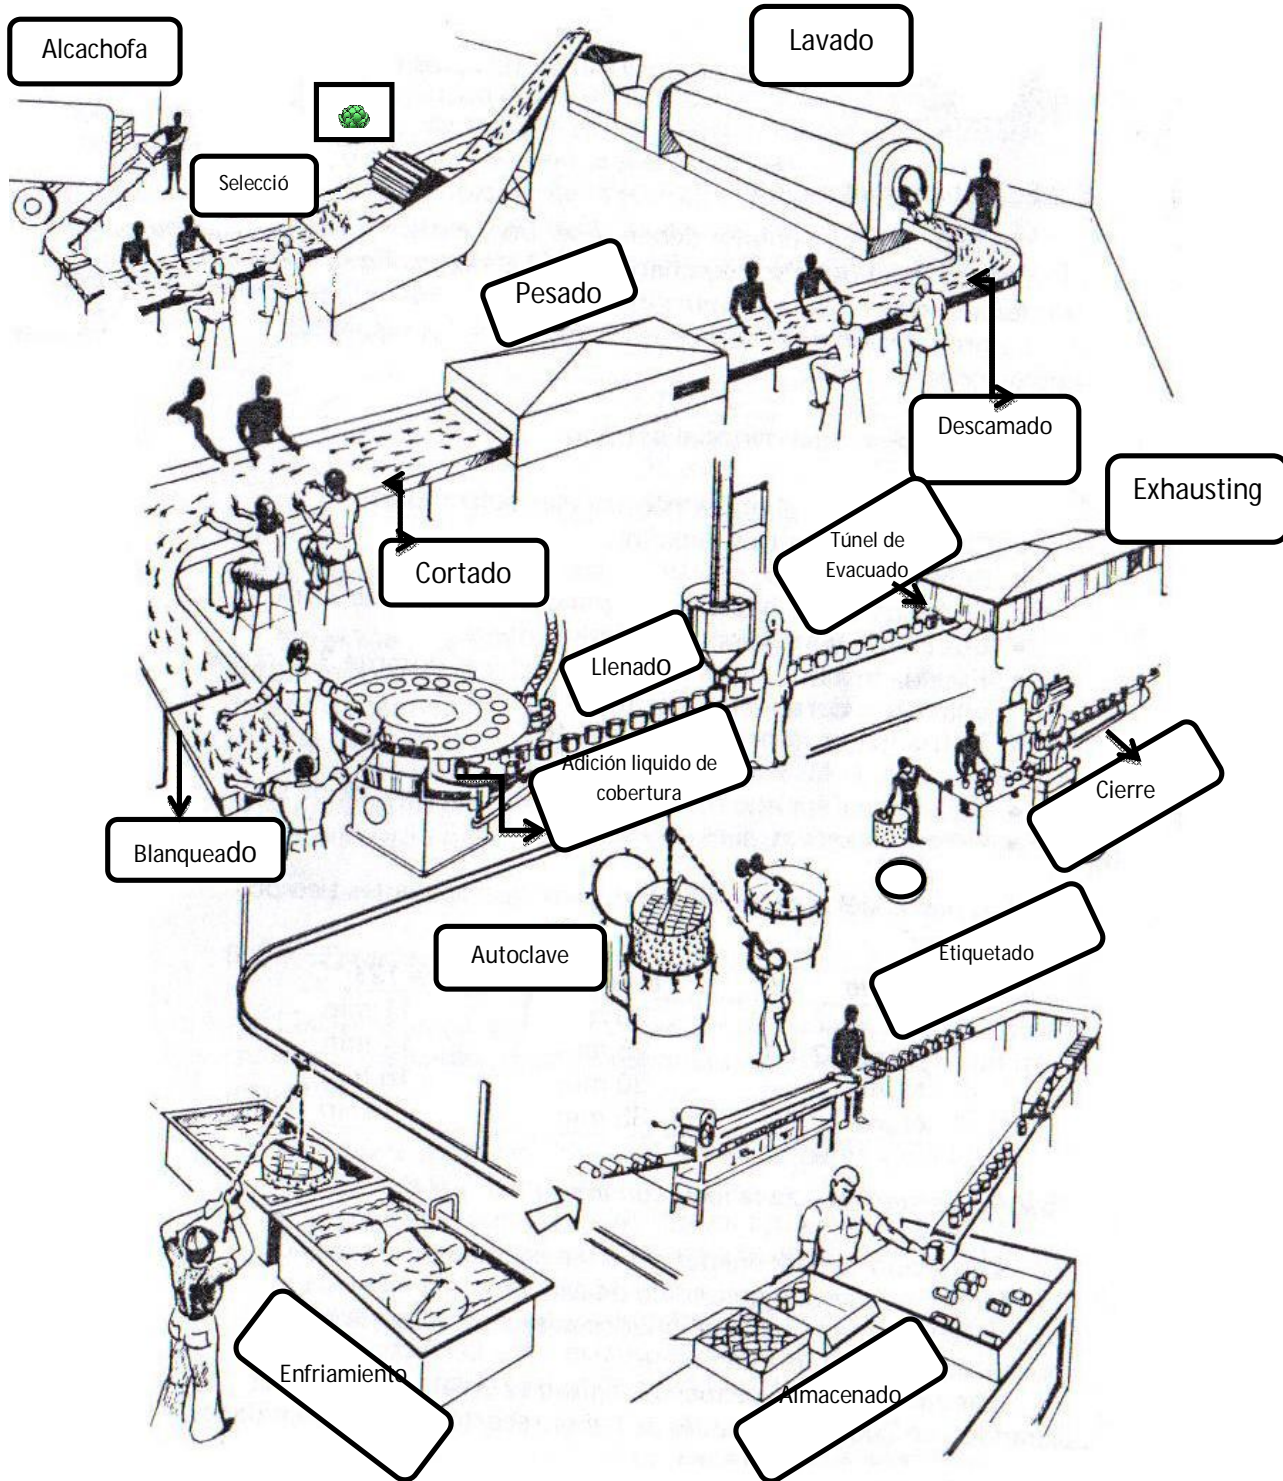 Alcachofa
Lavado
Selecció
Pesado
Descamado
Exhausting
Túnel de
Evacuado
Cortado
Llenado
Adición liquido de
cobertura
Cierre
Blanqueado
Autoclave
Etiquetado
Enfriamiento
Almacenado